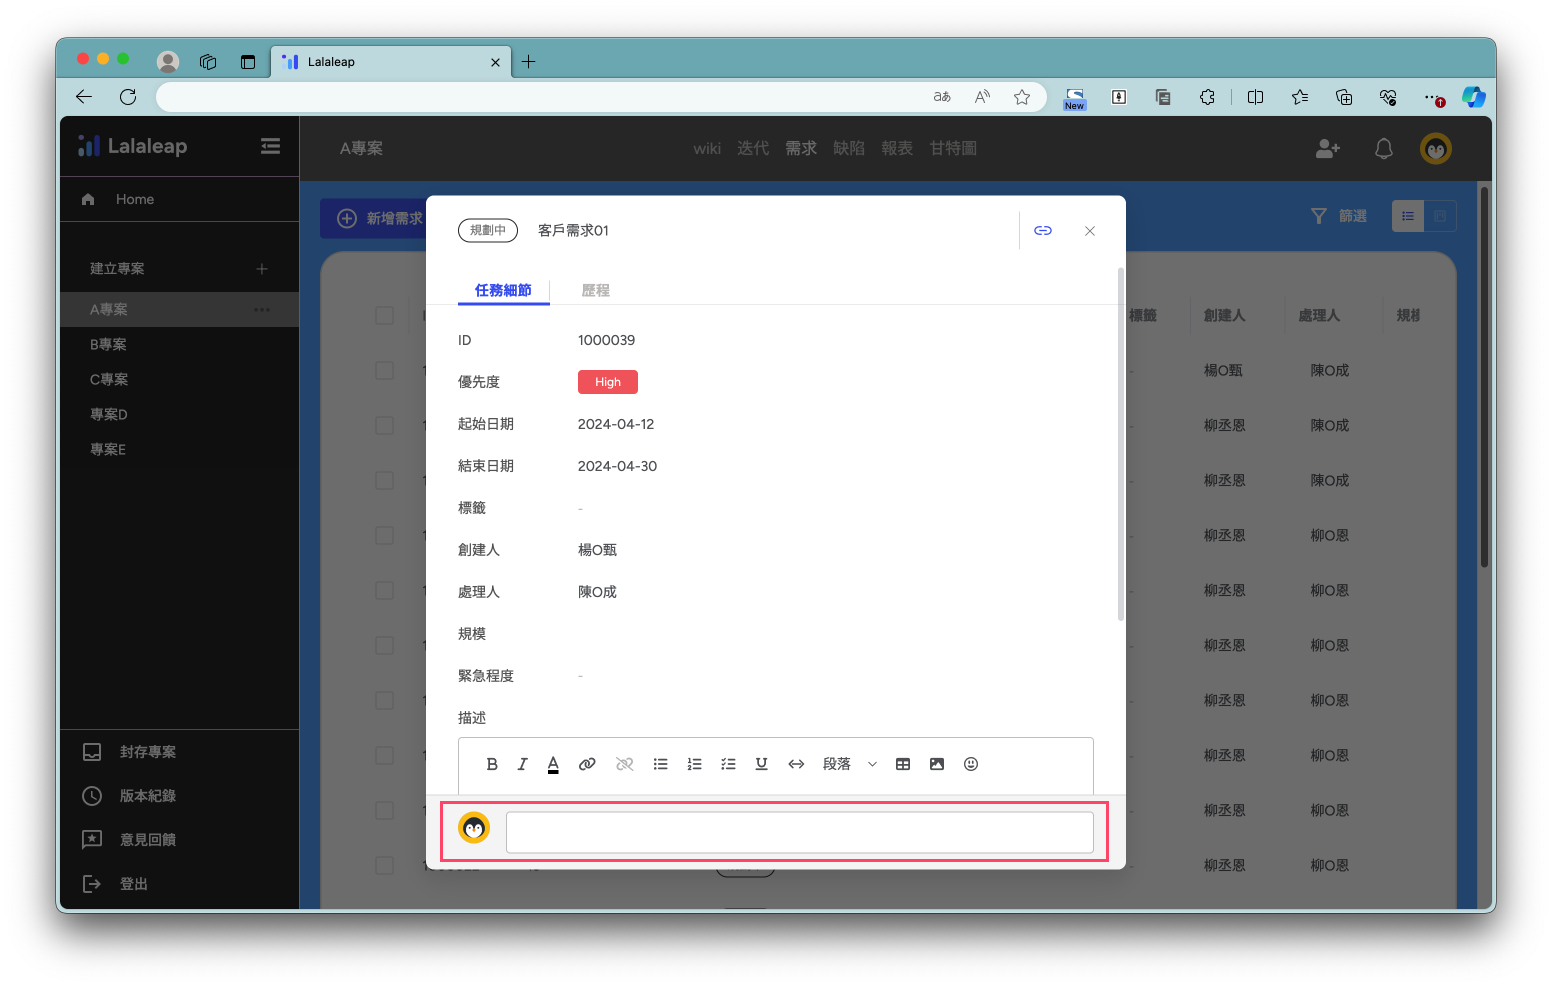 Lalaleap
New
Lalaleap
A專案
wiki 迭代 需求 缺陷 報表 甘特圖
Home
新增需求
篩選
建立專案
A專案
B專案
C專案
專案D
專案E
封存專案
版本紀錄
意見回饋
登出
規劃中 客戶需求01
任務細節 歷程
ID 1000039
優先度 High
起始日期 2024-04-12
結束日期 2024-04-30
標籤 -
創建人 楊O甄
處理人 陳O成
規模
緊急程度 -
描述
B I A U 段落
標籤 創建人 處理人 規模
- 楊O甄 陳O成
- 柳丞恩 陳O成
- 柳丞恩 陳O成
- 柳丞恩 柳O恩
- 柳丞恩 柳O恩
- 柳丞恩 柳O恩
- 柳丞恩 柳O恩
- 柳丞恩 柳O恩
- 柳丞恩 柳O恩
- 柳丞恩 柳O恩